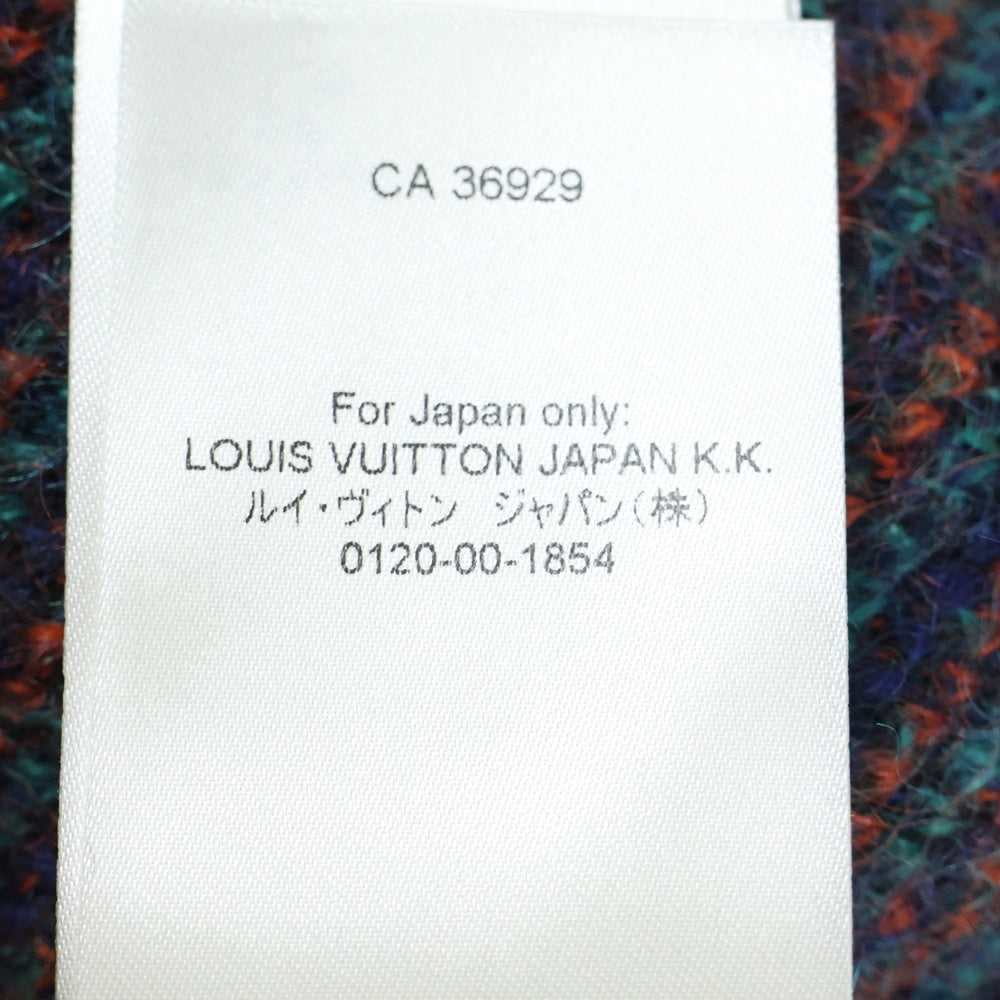 CA 36929
For Japan only:
LOUIS VUITTON JAPAN K.K.
ルイ・ヴィトン　ジャパン(株)
0120-00-1854